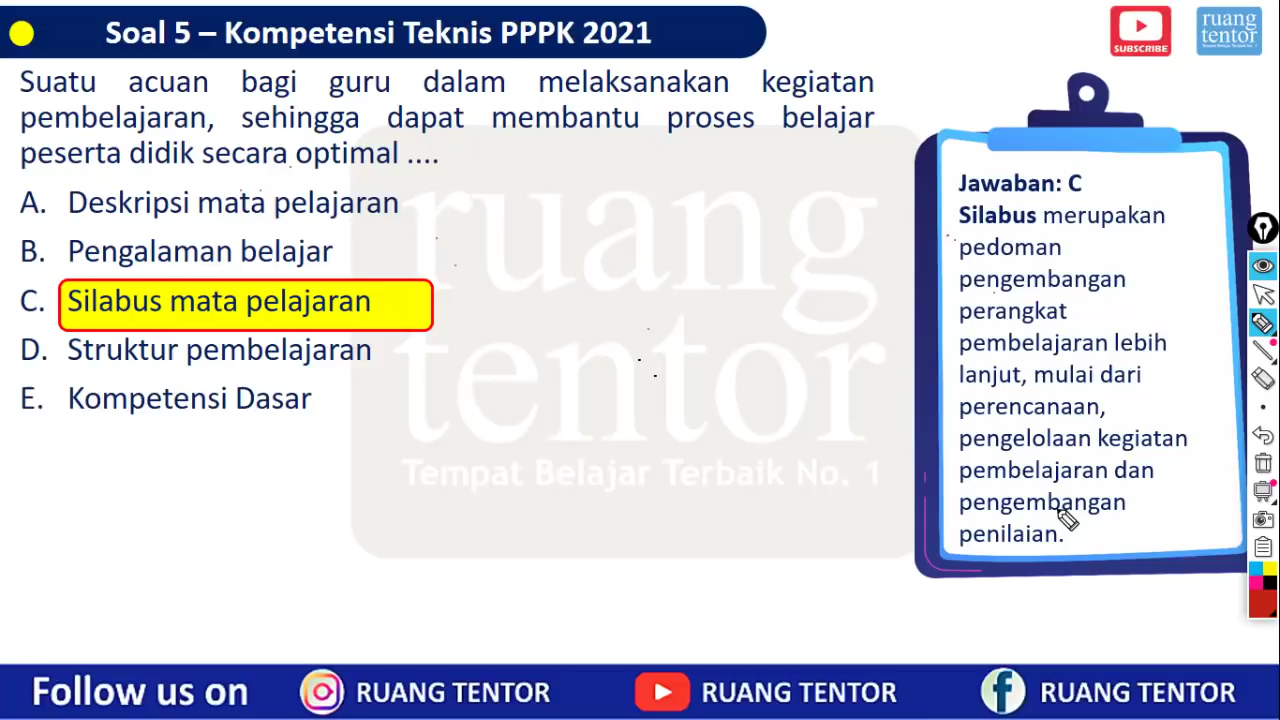 Soal 5 – Kompetensi Teknis PPPK 2021
SUBSCRIBE
ruang
tentor
Suatu acuan bagi guru dalam melaksanakan kegiatan
pembelajaran, sehingga dapat membantu proses belajar
peserta didik secara optimal ....
A. Deskripsi mata pelajaran
B. Pengalaman belajar
C. Silabus mata pelajaran
D. Struktur pembelajaran
E. Kompetensi Dasar
ruang
tentor
Tempat Belajar Terbaik No. 1
Jawaban: C
Silabus merupakan
pedoman
pengembangan
perangkat
pembelajaran lebih
lanjut, mulai dari
perencanaan,
pengelolaan kegiatan
pembelajaran dan
pengembangan
penilaian.
Follow us on
RUANG TENTOR
RUANG TENTOR
RUANG TENTOR